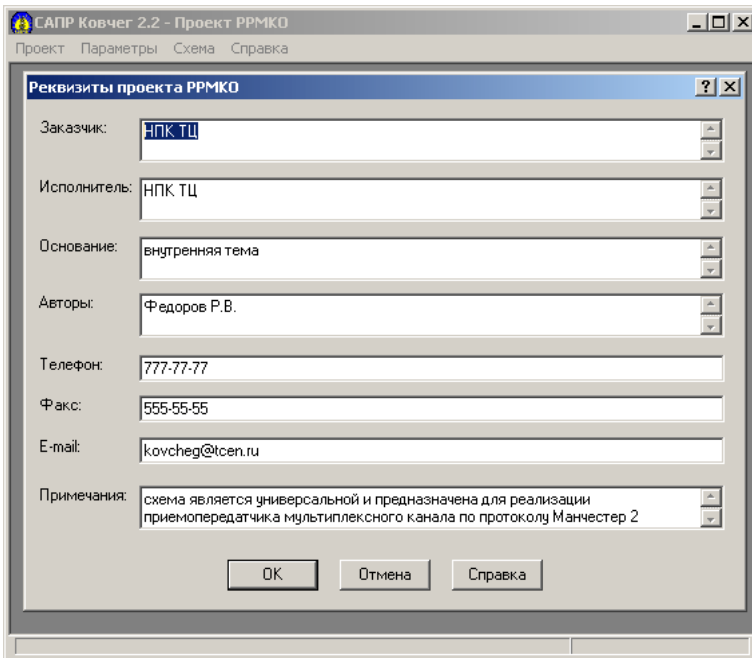 САПР Ковчег 2.2 - Проект РРМКО
Проект Параметры Схема Справка
Реквизиты проекта РРМКО
Заказчик: НПК ТЦ
Исполнитель: НПК ТЦ
Основание: внутренняя тема
Авторы: Федоров Р.В.
Телефон: 777-77-77
Факс: 555-55-55
E-mail: kovcheg@tcen.ru
Примечания: схема является универсальной и предназначена для реализации
приемопередатчика мультиплексного канала по протоколу Манчестер 2
OK Отмена Справка